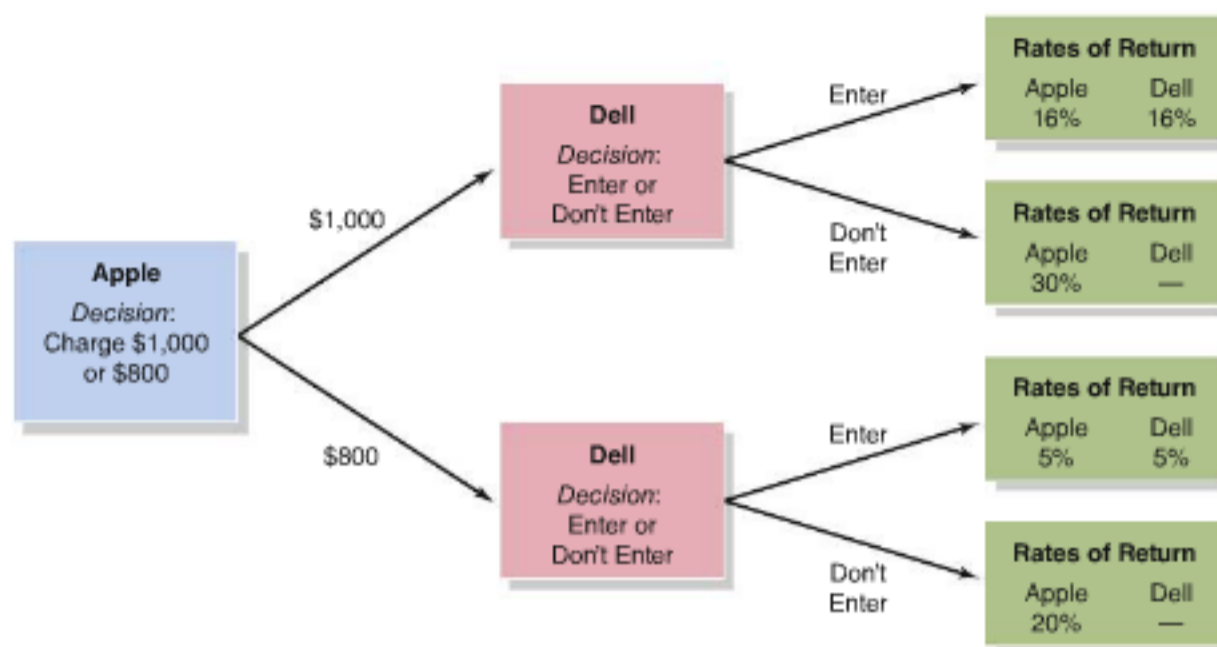 Apple
Decision:
Charge $1,000
or $800
$1,000
$800
Dell
Decision:
Enter or
Don't Enter
Enter
Don't
Enter
Rates of Return
Apple Dell
16% 16%
Rates of Return
Apple Dell
30% —
Dell
Decision:
Enter or
Don't Enter
Enter
Don't
Enter
Rates of Return
Apple Dell
5% 5%
Rates of Return
Apple Dell
20% —